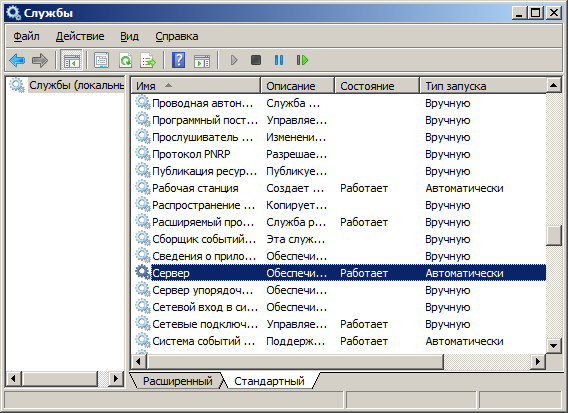 Службы
Файл Действие Вид Справка
Службы (локальны
Имя Описание Состояние Тип запуска
Проводная автон... Служба ... Вручную
Программный пост... Управляе... Вручную
Прослушиватель ... Изменени... Вручную
Протокол PNRP Разрешае... Вручную
Публикация ресур... Публикуе... Вручную
Рабочая станция Создает ... Работает Автоматически
Распространение ... Копирует... Вручную
Расширяемый про... Служба р... Работает Вручную
Сборщик событий... Эта служ... Вручную
Сведения о прило... Обеспечи... Вручную
Сервер Обеспечи... Работает Автоматически
Сервер упорядоч... Обеспечи... Вручную
Сетевой вход в си... Обеспечи... Вручную
Сетевые подключ... Управляе... Работает Вручную
Система событий ... Поддерж... Работает Автоматически
Расширенный Стандартный